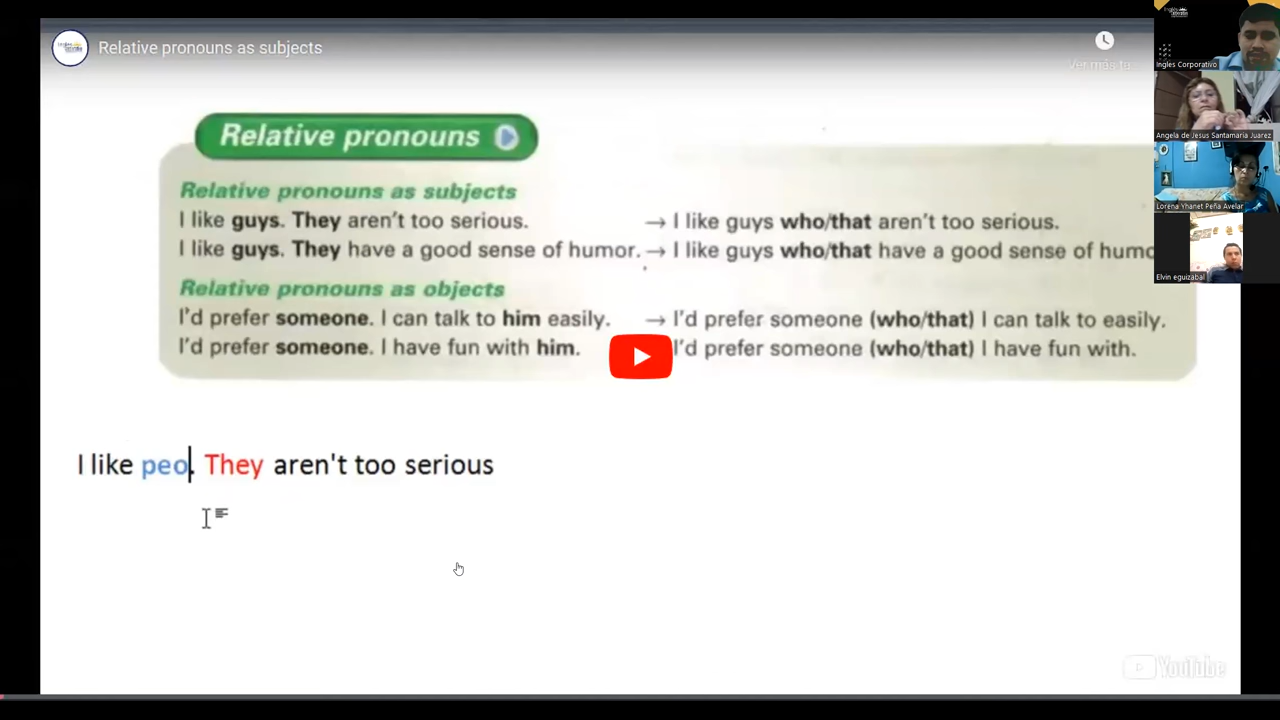 Relative pronouns as subjects
Ver más ta...
Relative pronouns
Relative pronouns as subjects
I like guys. They aren't too serious. → I like guys who/that aren't too serious.
I like guys. They have a good sense of humor. → I like guys who/that have a good sense of humo
Relative pronouns as objects
I'd prefer someone. I can talk to him easily. → I'd prefer someone (who/that) I can talk to easily.
I'd prefer someone. I have fun with him. I'd prefer someone (who/that) I have fun with.
I like peo. They aren't too serious
YouTube
Ingles Corporativo
Angela de Jesus Santamaria Juarez
Lorena Yhanet Peña Avelar
Elvin eguizabal